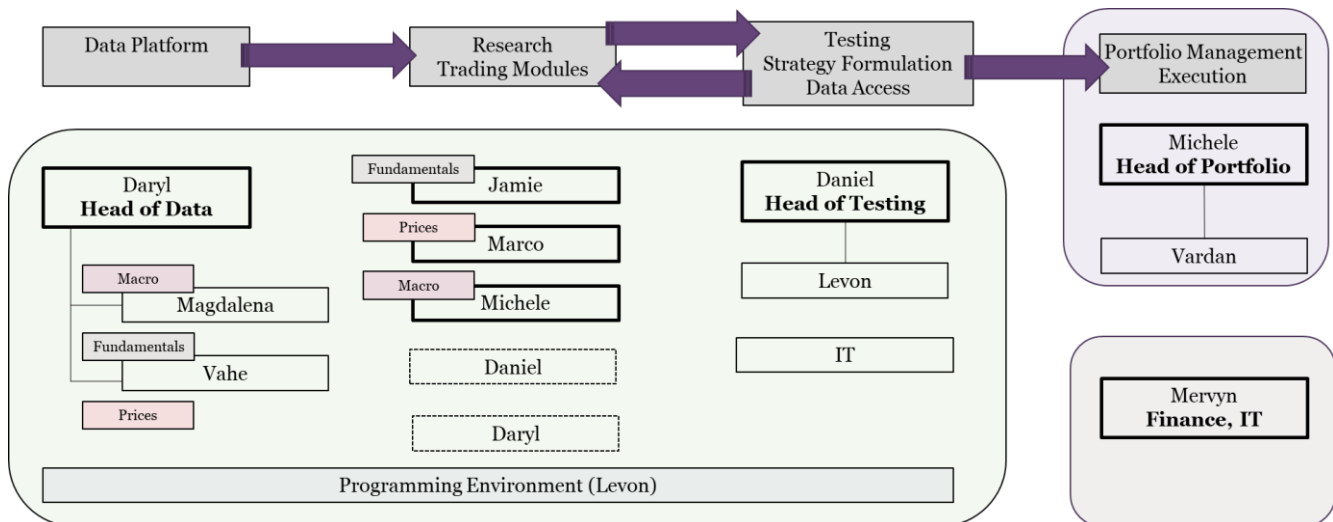 Data Platform
Research
Trading Modules
Testing
Strategy Formulation
Data Access
Portfolio Management
Execution
Daryl
Head of Data
Macro
Magdalena
Fundamentals
Vahe
Prices
Fundamentals
Jamie
Prices
Marco
Macro
Michele
Daniel
Daryl
Daniel
Head of Testing
Levon
IT
Programming Environment (Levon)
Michele
Head of Portfolio
Vardan
Mervyn
Finance, IT